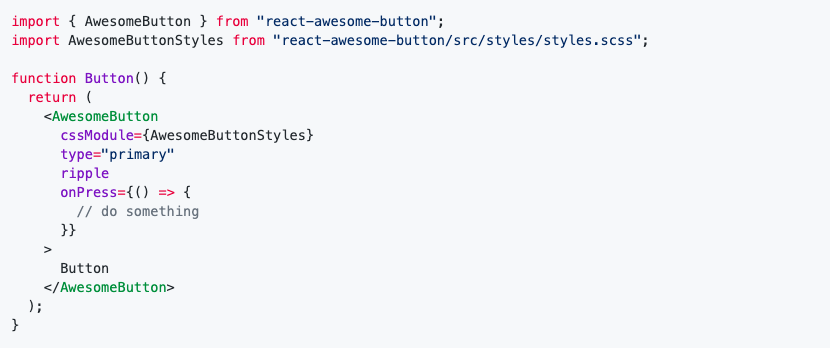 import { AwesomeButton } from "react-awesome-button";
import AwesomeButtonStyles from "react-awesome-button/src/styles/styles.scss";

function Button() {
  return (
    <AwesomeButton
      cssModule={AwesomeButtonStyles}
      type="primary"
      ripple
      onPress={() => {
        // do something
      }}
    >
      Button
    </AwesomeButton>
  );
}